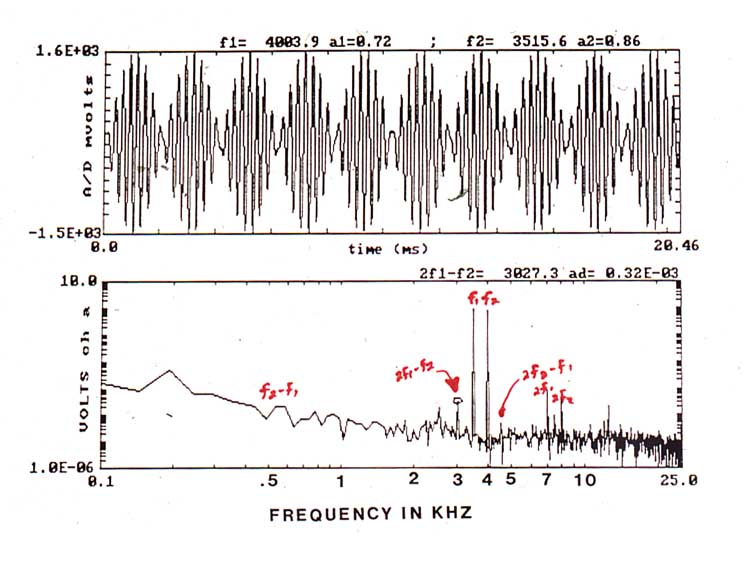 f1= 4003.9 a1=0.72 ; f2= 3515.6 a2=0.86
1.6E+03
A/D mVolts
-1.5E+03
0.0 time (ms) 20.46
2f1-f2= 3027.3 ad= 0.32E-03
10.0
f1 f2
2f1-f2
f2-f1
2f2-f1
2f1
2f2
VOLTS ch a
1.0E-06
0.1 .5 1 2 3 4 5 7 10 25.0
FREQUENCY IN KHZ